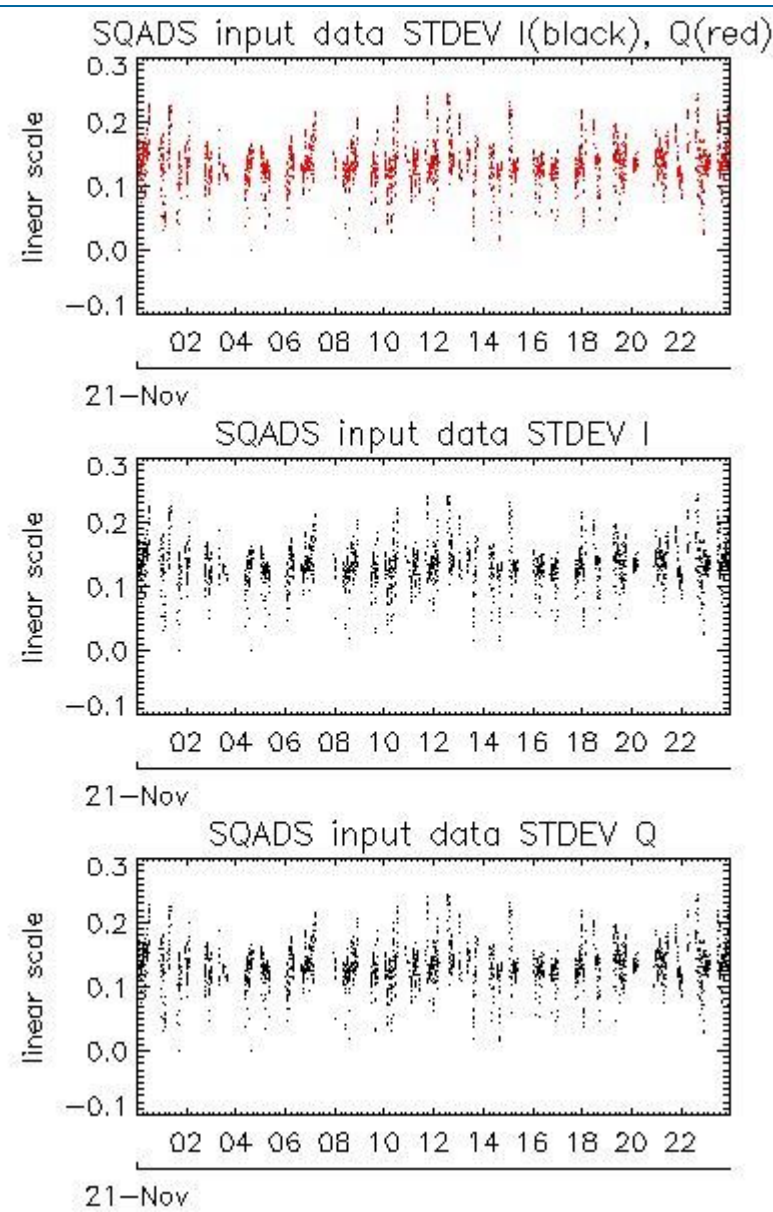 SQADS input data STDEV I(black), Q(red)
0.3
0.2
0.1
0.0
−0.1
linear scale
02 04 06 08 10 12 14 16 18 20 22
21−Nov
SQADS input data STDEV I
0.3
0.2
0.1
0.0
−0.1
linear scale
02 04 06 08 10 12 14 16 18 20 22
21−Nov
SQADS input data STDEV Q
0.3
0.2
0.1
0.0
−0.1
linear scale
02 04 06 08 10 12 14 16 18 20 22
21−Nov